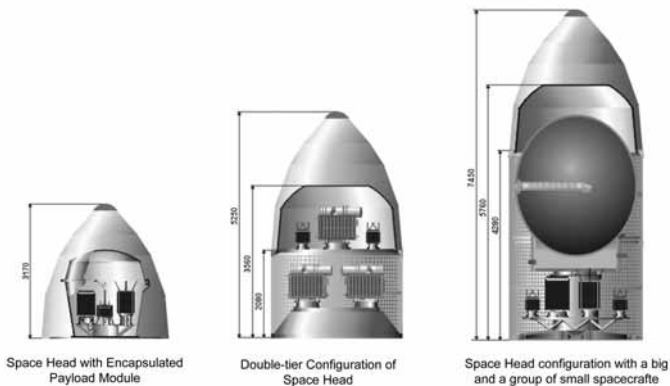 3170
Space Head with Encapsulated
Payload Module
5250
3560
2080
Double-tier Configuration of
Space Head
7450
5760
4280
Space Head configuration with a big
and a group of small spacecrafte